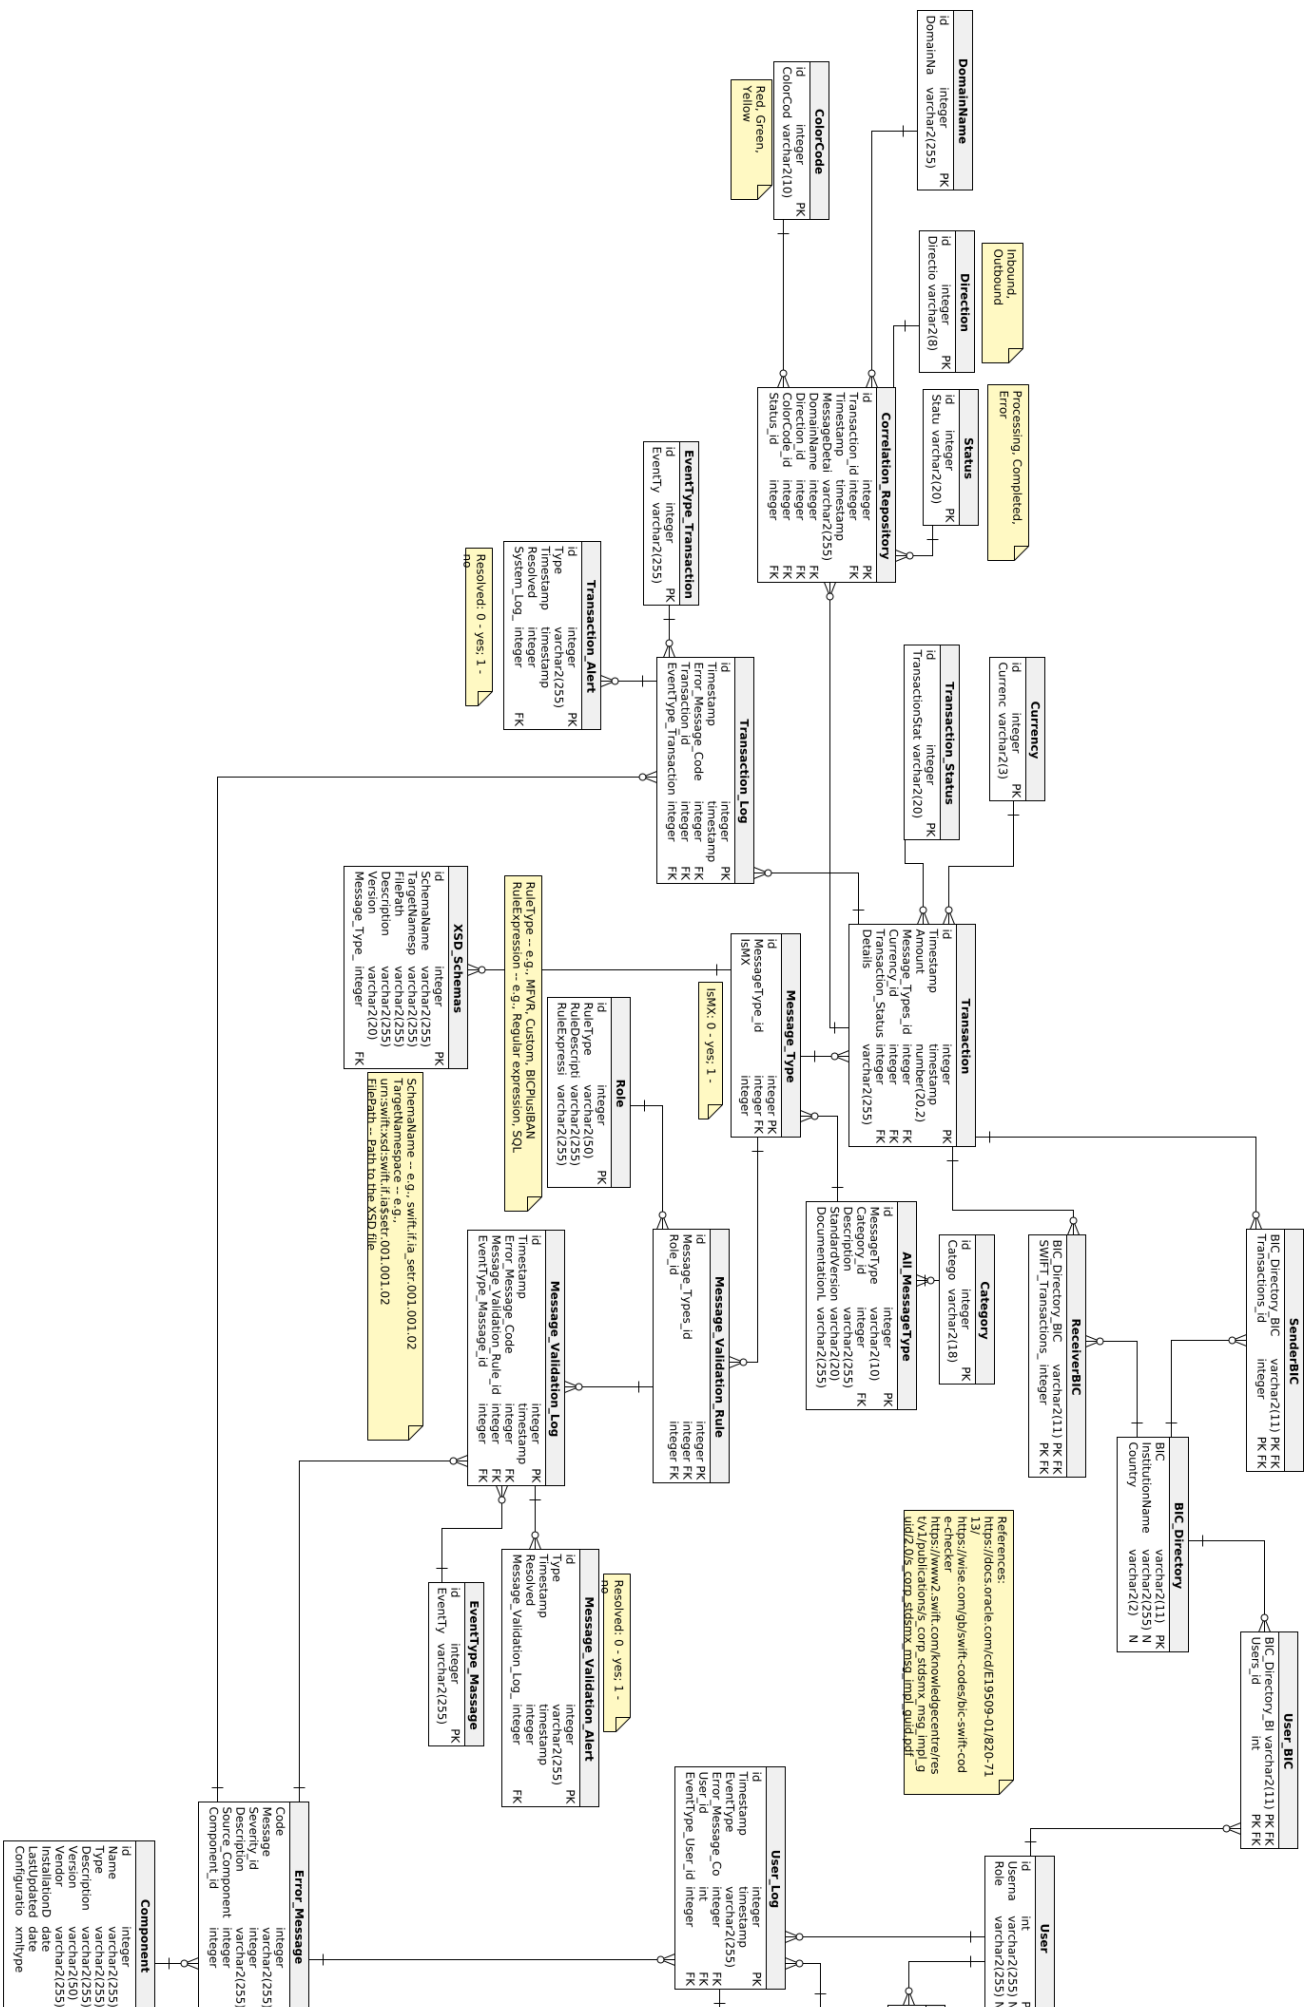 DomainName
id integer PK
DomainNa varchar2(255)
ColorCode
id integer PK
ColorCod varchar2(10)
Red, Green,
Yellow
Inbound,
Outbound
Direction
id integer PK
Directio varchar2(8)
Processing, Completed,
Error
Status
id integer PK
Statu varchar2(20)
Correlation_Repository
id integer PK
Transaction_id integer FK
Timestamp timestamp
MessageDetai varchar2(255)
DomainName integer FK
Direction_id integer FK
ColorCode_id integer FK
Status_id integer FK
EventType_Transaction
id integer PK
EventTy varchar2(255)
Transaction_Alert
id integer PK
Type varchar2(255)
Timestamp timestamp
Resolved integer
System_Log_ integer FK
Resolved: 0 - yes; 1 -
no
Currency
id integer PK
Currenc varchar2(3)
Transaction_Status
id integer PK
TransactionStat varchar2(20)
Transaction_Log
id integer PK
Timestamp timestamp
Error_Message_Code integer FK
Transaction_id integer FK
EventType_Transaction integer FK
Transaction
id integer PK
Timestamp timestamp
Amount number(20,2)
Message_Types_id integer FK
Currency_id integer FK
Transaction_Status integer FK
Details varchar2(255)
Message_Type
id integer PK
MessageType_id integer FK
IsMX integer
IsMX: 0 - yes; 1 -
XSD_Schemas
id integer PK
SchemaName varchar2(255)
TargetNamesp varchar2(255)
FilePath varchar2(255)
Description varchar2(255)
Version varchar2(20)
Message_Type_ integer FK
RuleType -- e.g., MFVR, Custom, BICPlusIBAN
RuleExpression -- e.g., Regular expression, SQL
Role
id integer PK
RuleType varchar2(50)
RuleDescripti varchar2(255)
RuleExpressi varchar2(255)
SchemaName -- e.g., swift.if.ia_setr.001.001.02
TargetNamespace -- e.g.,
urn:swift:xsd:swift.if.ia$setr.001.001.02
FilePath -- Path to the XSD file
Category
id integer PK
Catego varchar2(18)
All_MessageType
id integer PK
MessageType varchar2(10)
Category_id integer FK
Description varchar2(255)
StandardVersion varchar2(20)
DocumentationL varchar2(255)
SenderBIC
BIC_Directory_BIC varchar2(11) PK FK
Transactions_id integer PK FK
ReceiverBIC
BIC_Directory_BIC varchar2(11) PK FK
SWIFT_Transactions_ integer PK FK
BIC_Directory
BIC varchar2(11) PK
InstitutionName varchar2(255) N
Country varchar2(2) N
Message_Validation_Rule
id integer PK
Message_Types_id integer FK
Role_id integer FK
Message_Validation_Log
id integer PK
Timestamp timestamp
Error_Message_Code integer FK
Message_Validation_Rule_id integer FK
EventType_Massage_id integer FK
References:
https://docs.oracle.com/cd/E19509-01/820-71
13/
https://wise.com/gb/swift-codes/bic-swift-cod
e-checker
https://www2.swift.com/knowledgecentre/res
t/v1/publications/s_corp_stdsmx_msg_impl_g
uid/2.0/s_corp_stdsmx_msg_impl_guid.pdf
Resolved: 0 - yes; 1 -
no
Message_Validation_Alert
id integer PK
Type varchar2(255)
Timestamp timestamp
Resolved integer
Message_Validation_Log_ integer FK
EventType_Massage
id integer PK
EventTy varchar2(255)
User_BIC
BIC_Directory_BI varchar2(11) PK FK
Users_id int PK FK
User
id int
Userna varchar2(255)
Role varchar2(255)
User_Log
id integer PK
Timestamp timestamp
EventType varchar2(255)
Error_Message_Co integer FK
User_id int FK
EventType_User_id integer FK
Error_Message
Code integer
Message varchar2(255)
Severity_id integer
Description varchar2(255)
Source_Component integer
Component_id integer
Component
id integer
Name varchar2(255)
Type varchar2(255)
Description varchar2(255)
Version varchar2(50)
Vendor varchar2(255)
InstallationD date
LastUpdated date
Configuratio xmltype